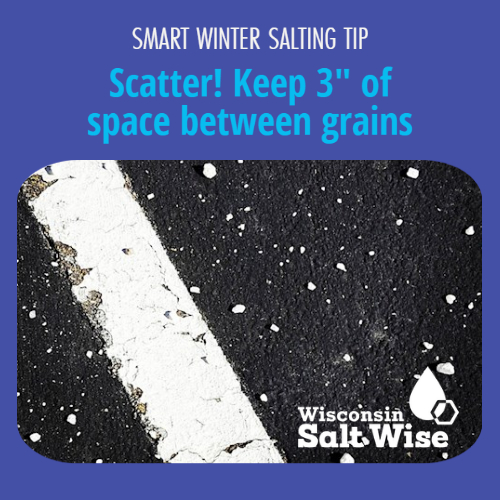 SMART WINTER SALTING TIP
Scatter! Keep 3" of
space between grains
Wisconsin
Salt Wise